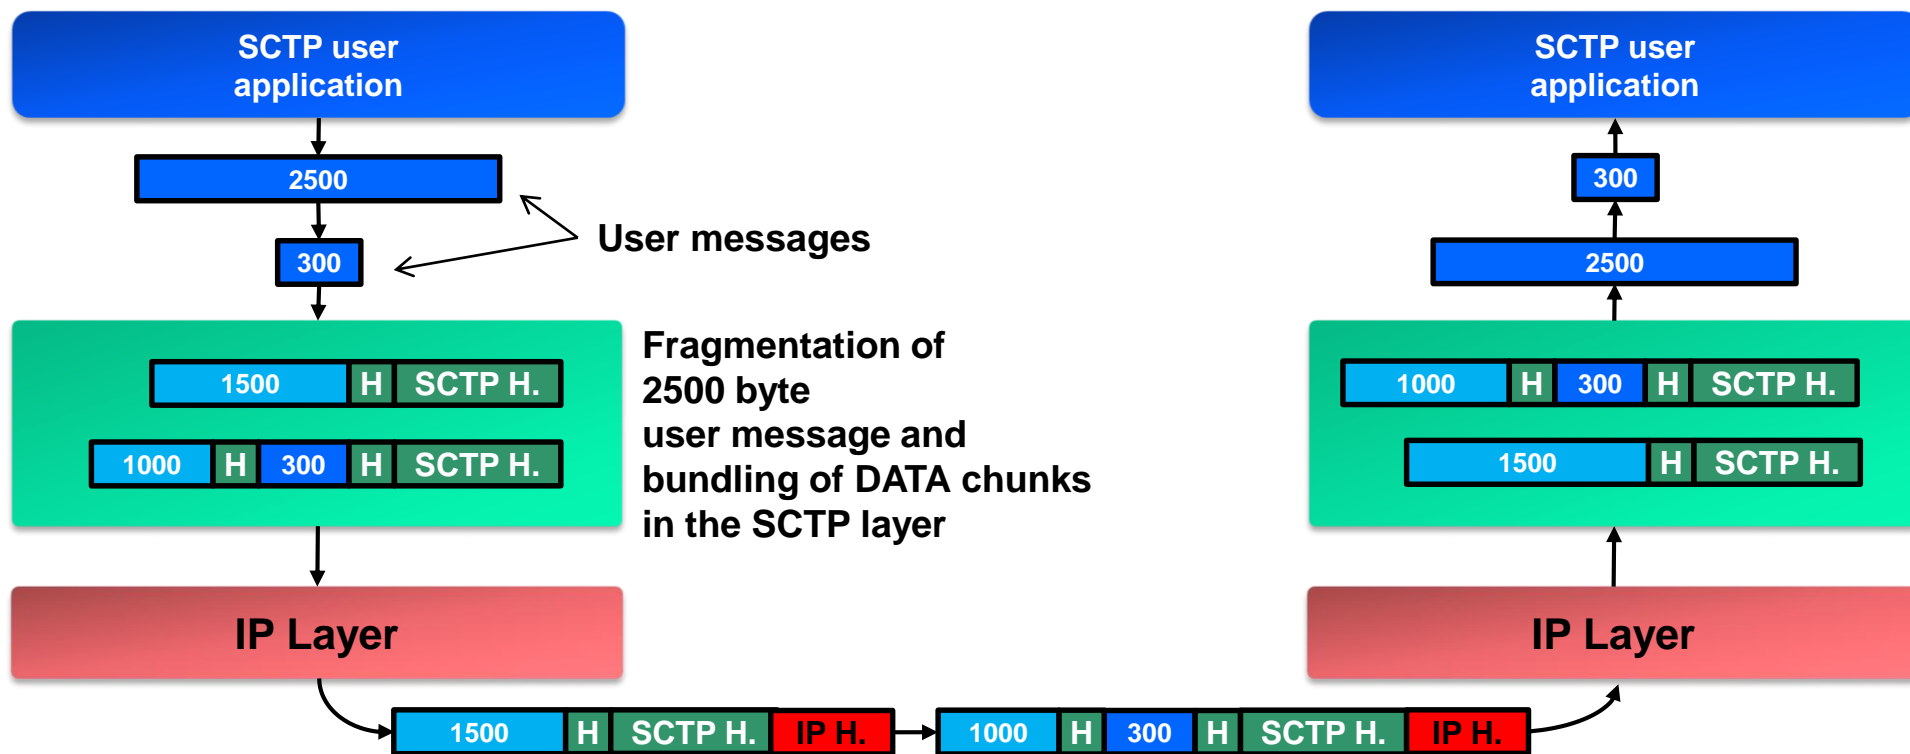 SCTP user
application
2500
300
User messages
1500 H SCTP H.
1000 H 300 H SCTP H.
Fragmentation of
2500 byte
user message and
bundling of DATA chunks
in the SCTP layer
IP Layer
1500 H SCTP H. IP H.
1000 H 300 H SCTP H. IP H.
SCTP user
application
300
2500
1000 H 300 H SCTP H.
1500 H SCTP H.
IP Layer